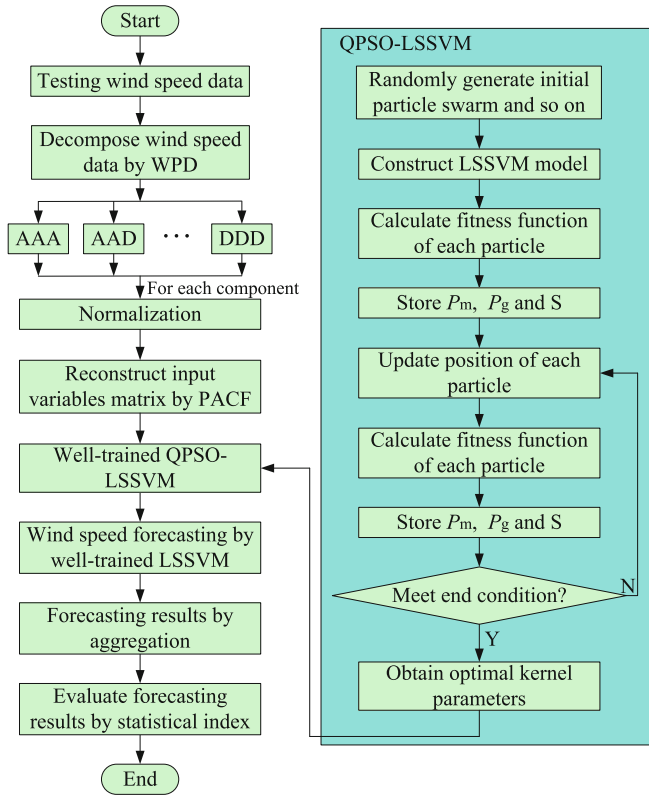 Start
Testing wind speed data
Decompose wind speed
data by WPD
AAA
AAD
···
DDD
For each component
Normalization
Reconstruct input
variables matrix by PACF
Well-trained QPSO-
LSSVM
Wind speed forecasting by
well-trained LSSVM
Forecasting results by
aggregation
Evaluate forecasting
results by statistical index
End
QPSO-LSSVM
Randomly generate initial
particle swarm and so on
Construct LSSVM model
Calculate fitness function
of each particle
Store Pm, Pg and S
Update position of each
particle
Calculate fitness function
of each particle
Store Pm, Pg and S
Meet end condition?
N
Y
Obtain optimal kernel
parameters